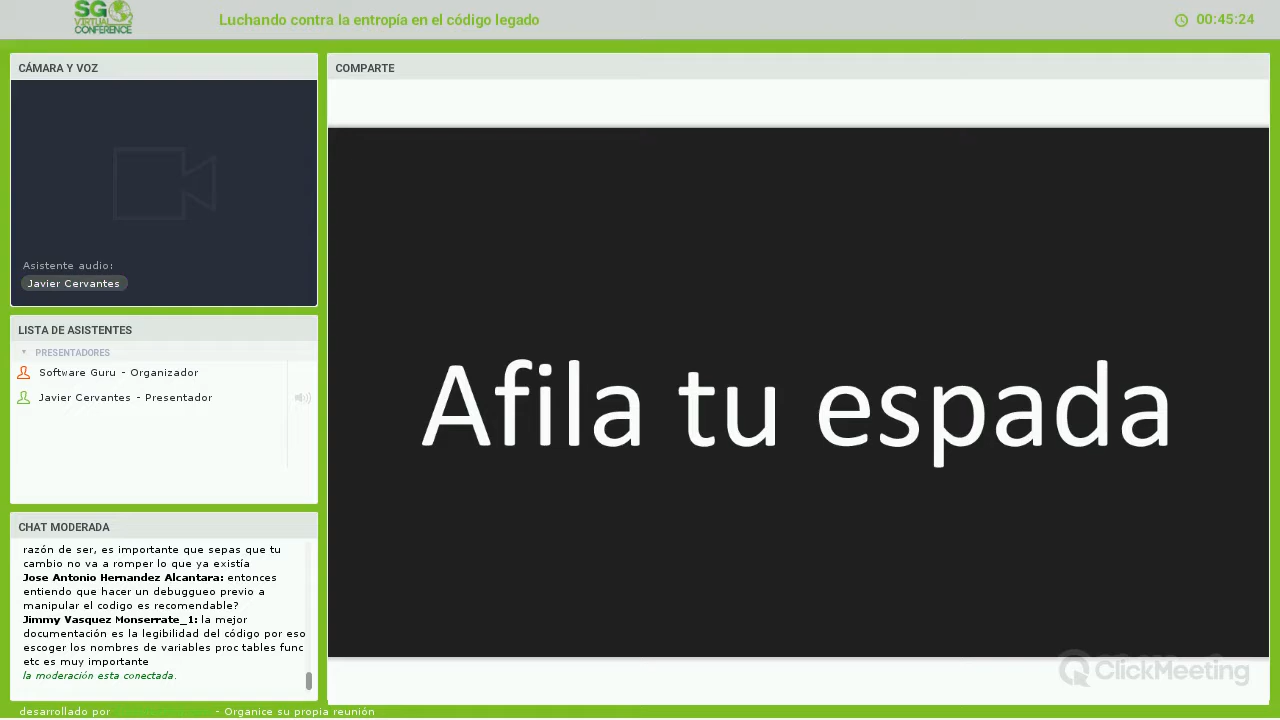 SG
VIRTUAL
CONFERENCE
Luchando contra la entropía en el código legado
00:45:24
CÁMARA Y VOZ
Asistente audio:
Javier Cervantes
LISTA DE ASISTENTES
PRESENTADORES
Software Guru - Organizador
Javier Cervantes - Presentador
CHAT MODERADA
razón de ser, es importante que sepas que tu
cambio no va a romper lo que ya existía
Jose Antonio Hernandez Alcantara: entonces
entiendo que hacer un debuggueo previo a
manipular el codigo es recomendable?
Jimmy Vasquez Monserrate_1: la mejor
documentación es la legibilidad del código por eso
escoger los nombres de variables proc tables func
etc es muy importante
la moderación esta conectada.
COMPARTE
Afila tu espada
ClickMeeting
desarrollado por - Organice su propia reunión